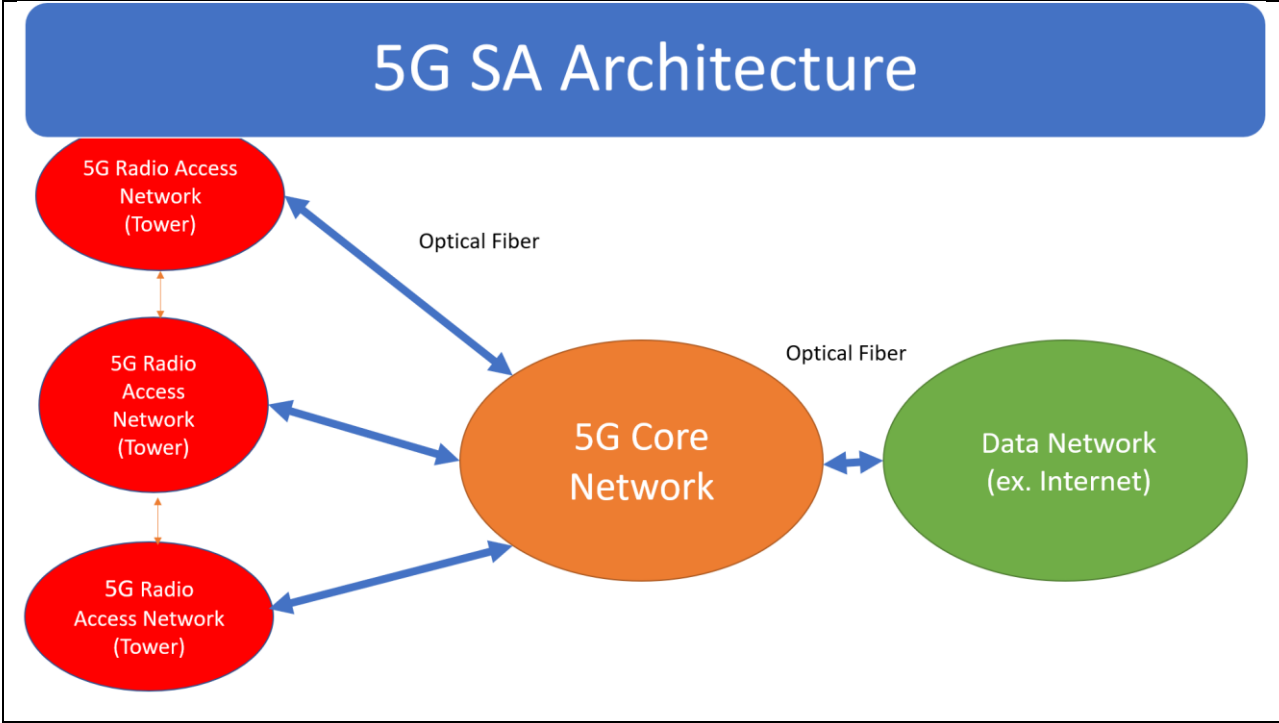 5G SA Architecture
5G Radio Access
Network
(Tower)
Optical Fiber
5G Radio
Access
Network
(Tower)
5G Core
Network
Optical Fiber
Data Network
(ex. Internet)
5G Radio
Access Network
(Tower)